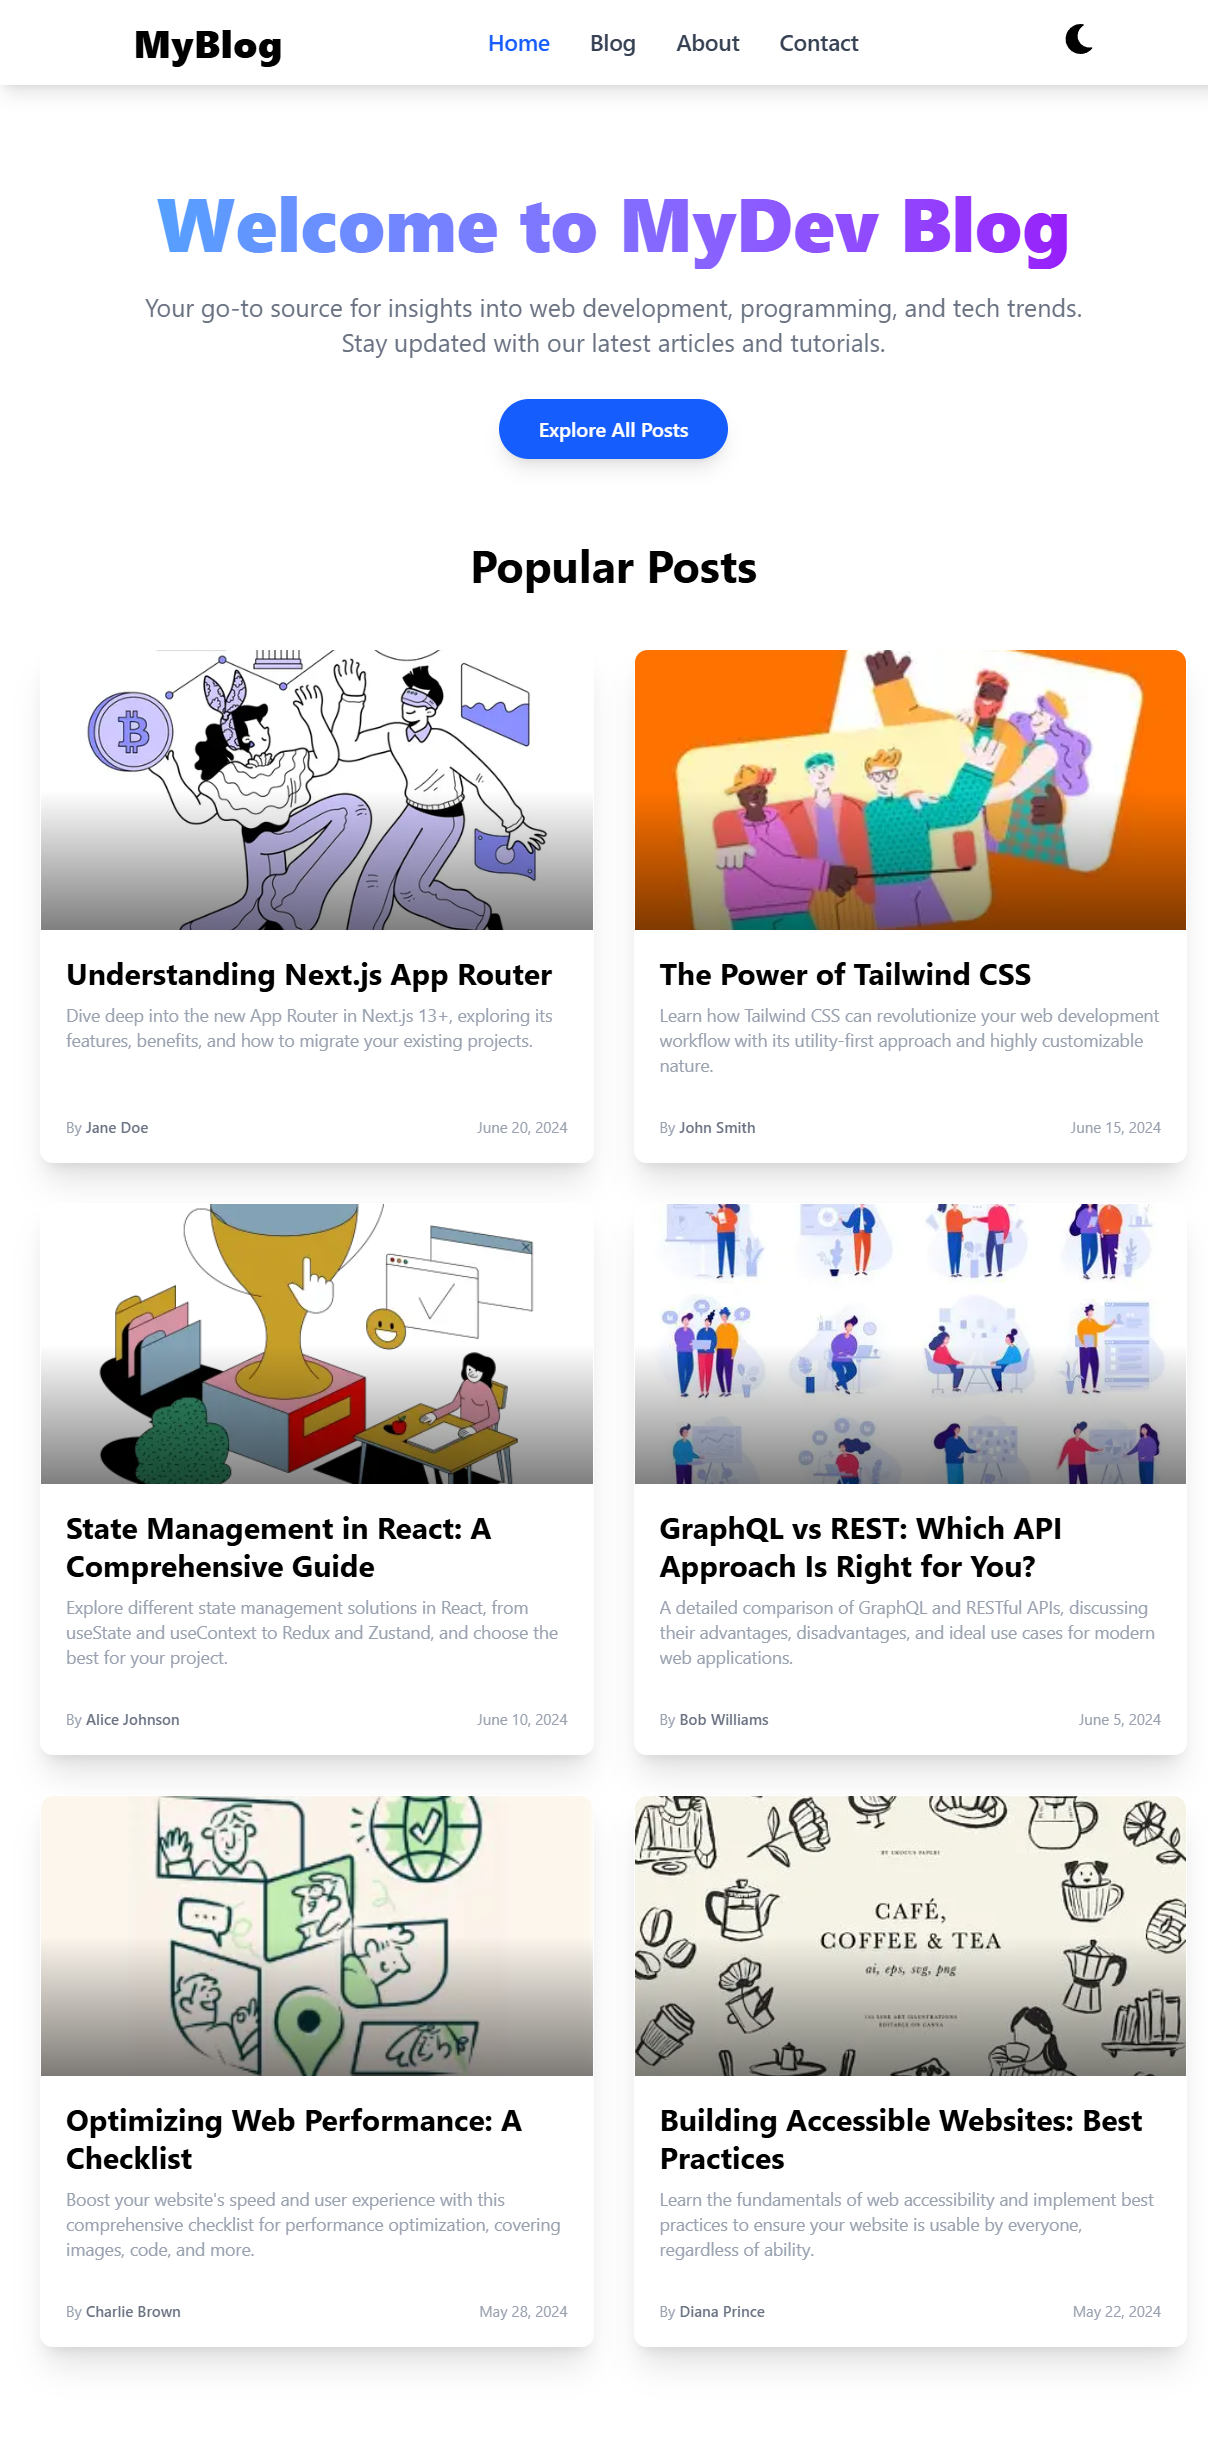 MyBlog
Home
Blog
About
Contact
Welcome to MyDev Blog
Your go-to source for insights into web development, programming, and tech trends.
Stay updated with our latest articles and tutorials.
Explore All Posts
Popular Posts
Understanding Next.js App Router
Dive deep into the new App Router in Next.js 13+, exploring its
features, benefits, and how to migrate your existing projects.
By Jane Doe
June 20, 2024
The Power of Tailwind CSS
Learn how Tailwind CSS can revolutionize your web development
workflow with its utility-first approach and highly customizable
nature.
By John Smith
June 15, 2024
State Management in React: A
Comprehensive Guide
Explore different state management solutions in React, from
useState and useContext to Redux and Zustand, and choose the
best for your project.
By Alice Johnson
June 10, 2024
GraphQL vs REST: Which API
Approach Is Right for You?
A detailed comparison of GraphQL and RESTful APIs, discussing
their advantages, disadvantages, and ideal use cases for modern
web applications.
By Bob Williams
June 5, 2024
Optimizing Web Performance: A
Checklist
Boost your website's speed and user experience with this
comprehensive checklist for performance optimization, covering
images, code, and more.
By Charlie Brown
May 28, 2024
CAFÉ,
COFFEE & TEA
ai, eps, svg, png
EDITABLE ON CANVA
Building Accessible Websites: Best
Practices
Learn the fundamentals of web accessibility and implement best
practices to ensure your website is usable by everyone,
regardless of ability.
By Diana Prince
May 22, 2024